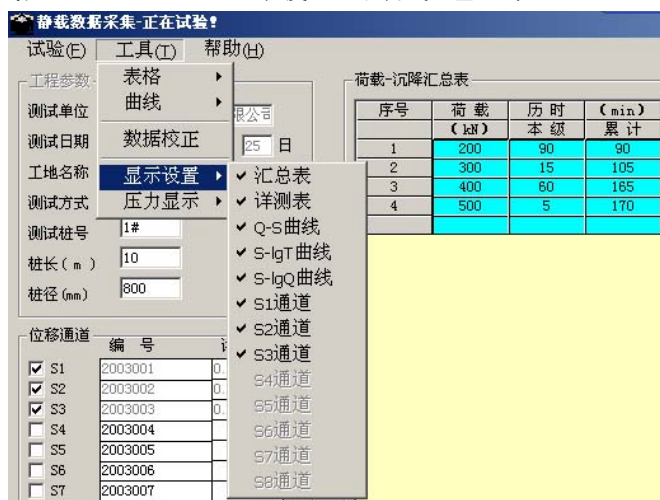 静载数据采集-正在试验!
试验(E) 工具(T) 帮助(H)
工程参数
测试单位
限公司
测试日期
25 日
工地名称
测试方式
测试桩号 1#
桩长(m) 10
桩径(mm) 800
表格
曲线
数据校正
显示设置
压力显示
汇总表
详测表
Q-S曲线
S-lgT曲线
S-lgQ曲线
S1通道
S2通道
S3通道
S4通道
S5通道
S6通道
S7通道
S8通道
荷载-沉降汇总表
序号 荷 载 历 时 (min)
(kN) 本 级 累 计
1 200 90 90
2 300 15 105
3 400 60 165
4 500 5 170
位移通道
编 号
S1 2003001 0.
S2 2003002 0.
S3 2003003 0.
S4 2003004
S5 2003005
S6 2003006
S7 2003007